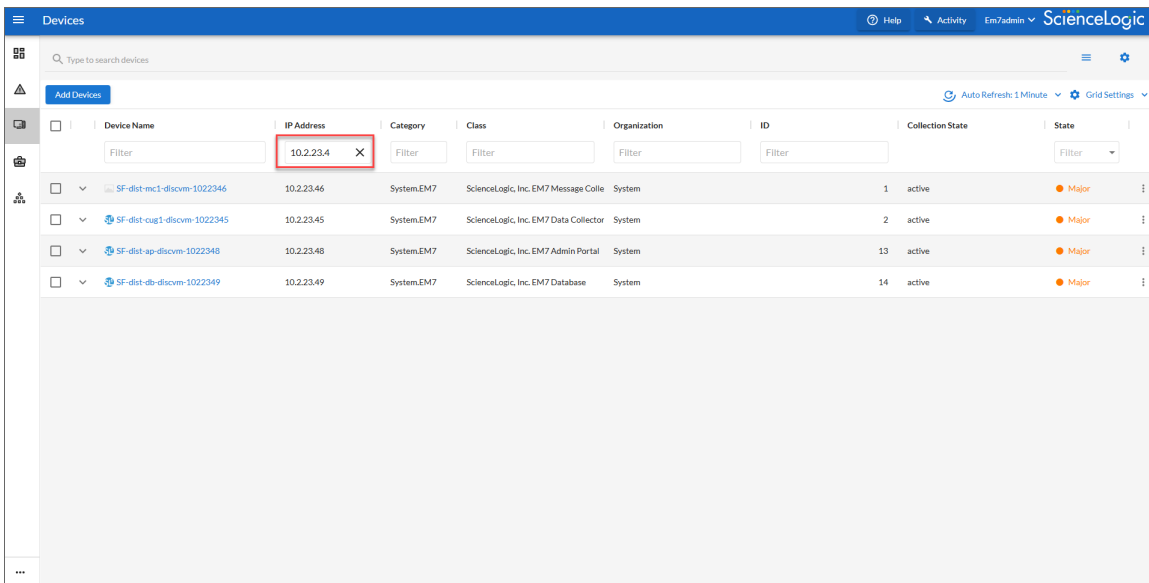 Devices
Help Activity Em7admin ScienceLogic
Type to search devices
Add Devices Auto Refresh: 1 Minute Grid Settings
Device Name IP Address Category Class Organization ID Collection State State
Filter 10.2.23.4 Filter Filter Filter Filter Filter
SF-dist-mc1-discvm-1022346 10.2.23.46 System.EM7 ScienceLogic, Inc. EM7 Message Colle System 1 active Major
SF-dist-cug1-discvm-1022345 10.2.23.45 System.EM7 ScienceLogic, Inc. EM7 Data Collector System 2 active Major
SF-dist-ap-discvm-1022348 10.2.23.48 System.EM7 ScienceLogic, Inc. EM7 Admin Portal System 13 active Major
SF-dist-db-discvm-1022349 10.2.23.49 System.EM7 ScienceLogic, Inc. EM7 Database System 14 active Major